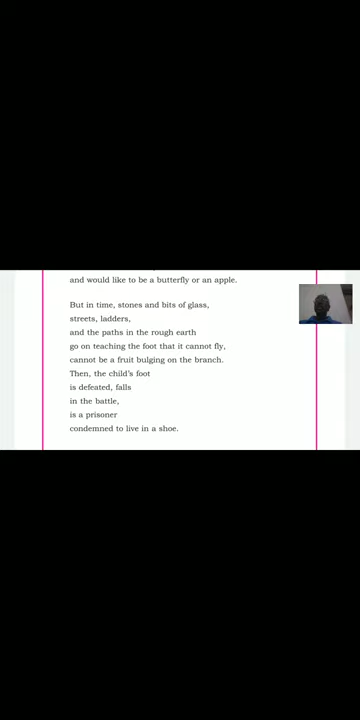 and would like to be a butterfly or an apple.
But in time, stones and bits of glass,
streets, ladders,
and the paths in the rough earth
go on teaching the foot that it cannot fly,
cannot be a fruit bulging on the branch.
Then, the child's foot
is defeated, falls
in the battle,
is a prisoner
condemned to live in a shoe.